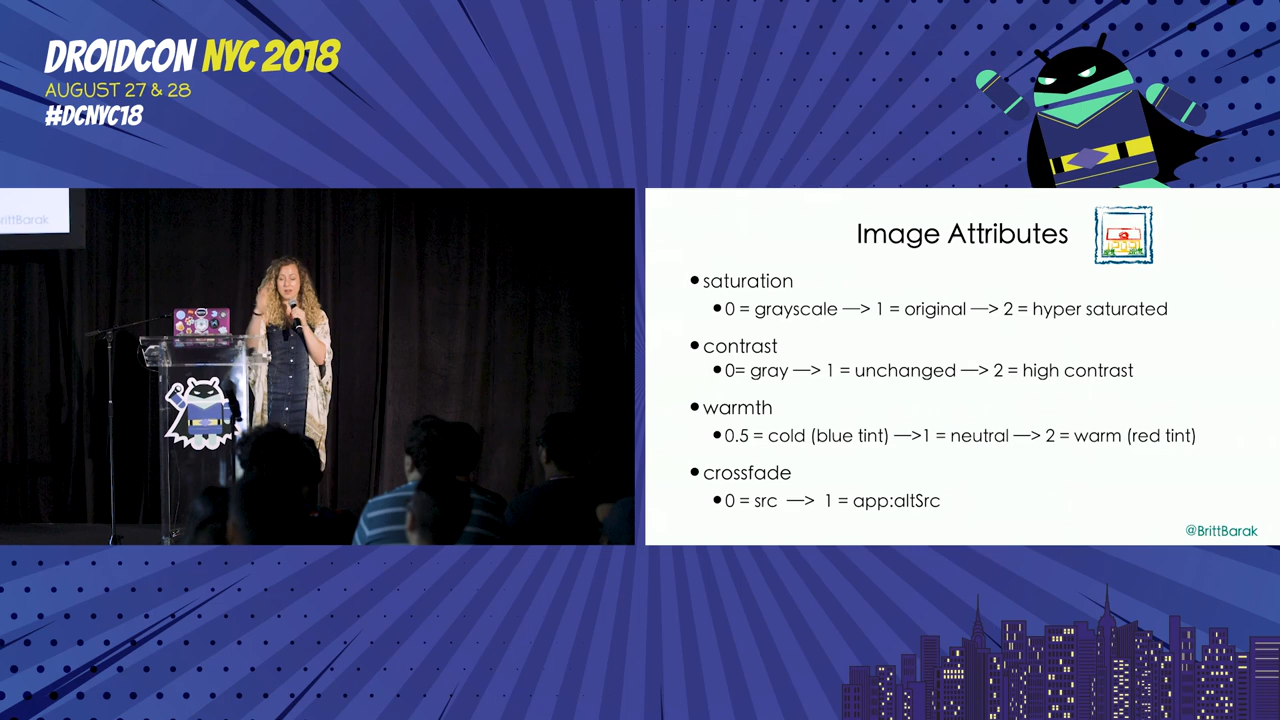 DROIDCON NYC 2018
AUGUST 27 & 28
#DCNYC18
rittBarak
Image Attributes
• saturation
• 0 = grayscale —> 1 = original —> 2 = hyper saturated
• contrast
• 0= gray —> 1 = unchanged —> 2 = high contrast
• warmth
• 0.5 = cold (blue tint) —>1 = neutral —> 2 = warm (red tint)
• crossfade
• 0 = src —> 1 = app:altSrc
@BrittBarak